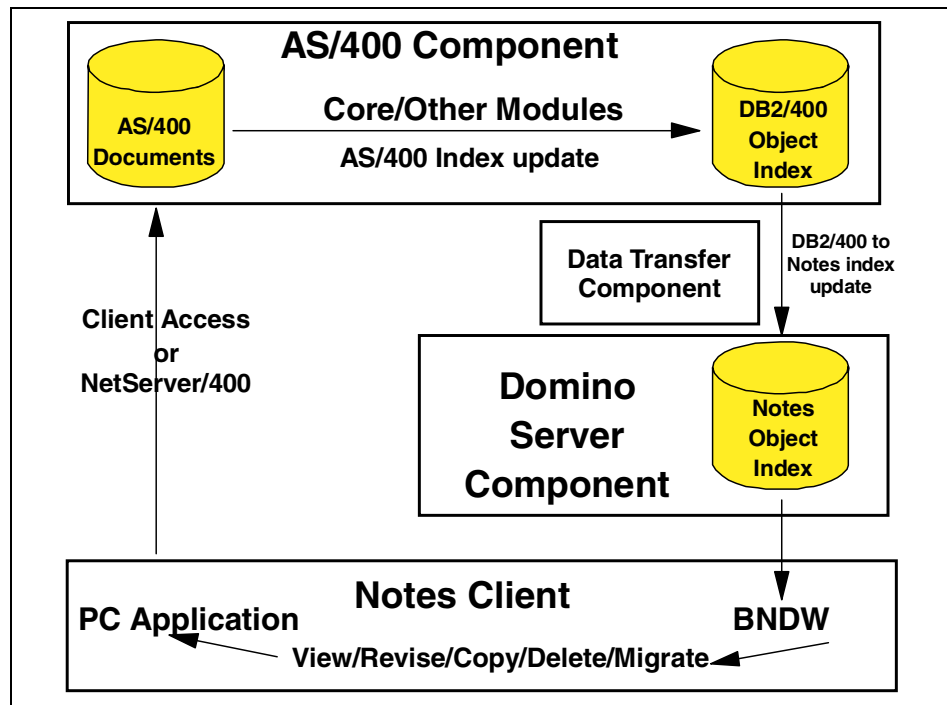 AS/400 Component
AS/400
Documents
Core/Other Modules
AS/400 Index update
DB2/400
Object
Index
Data Transfer
Component
DB2/400 to
Notes index
update
Client Access
or
NetServer/400
Domino
Server
Component
Notes
Object
Index
Notes Client
PC Application
BNDW
View/Revise/Copy/Delete/Migrate